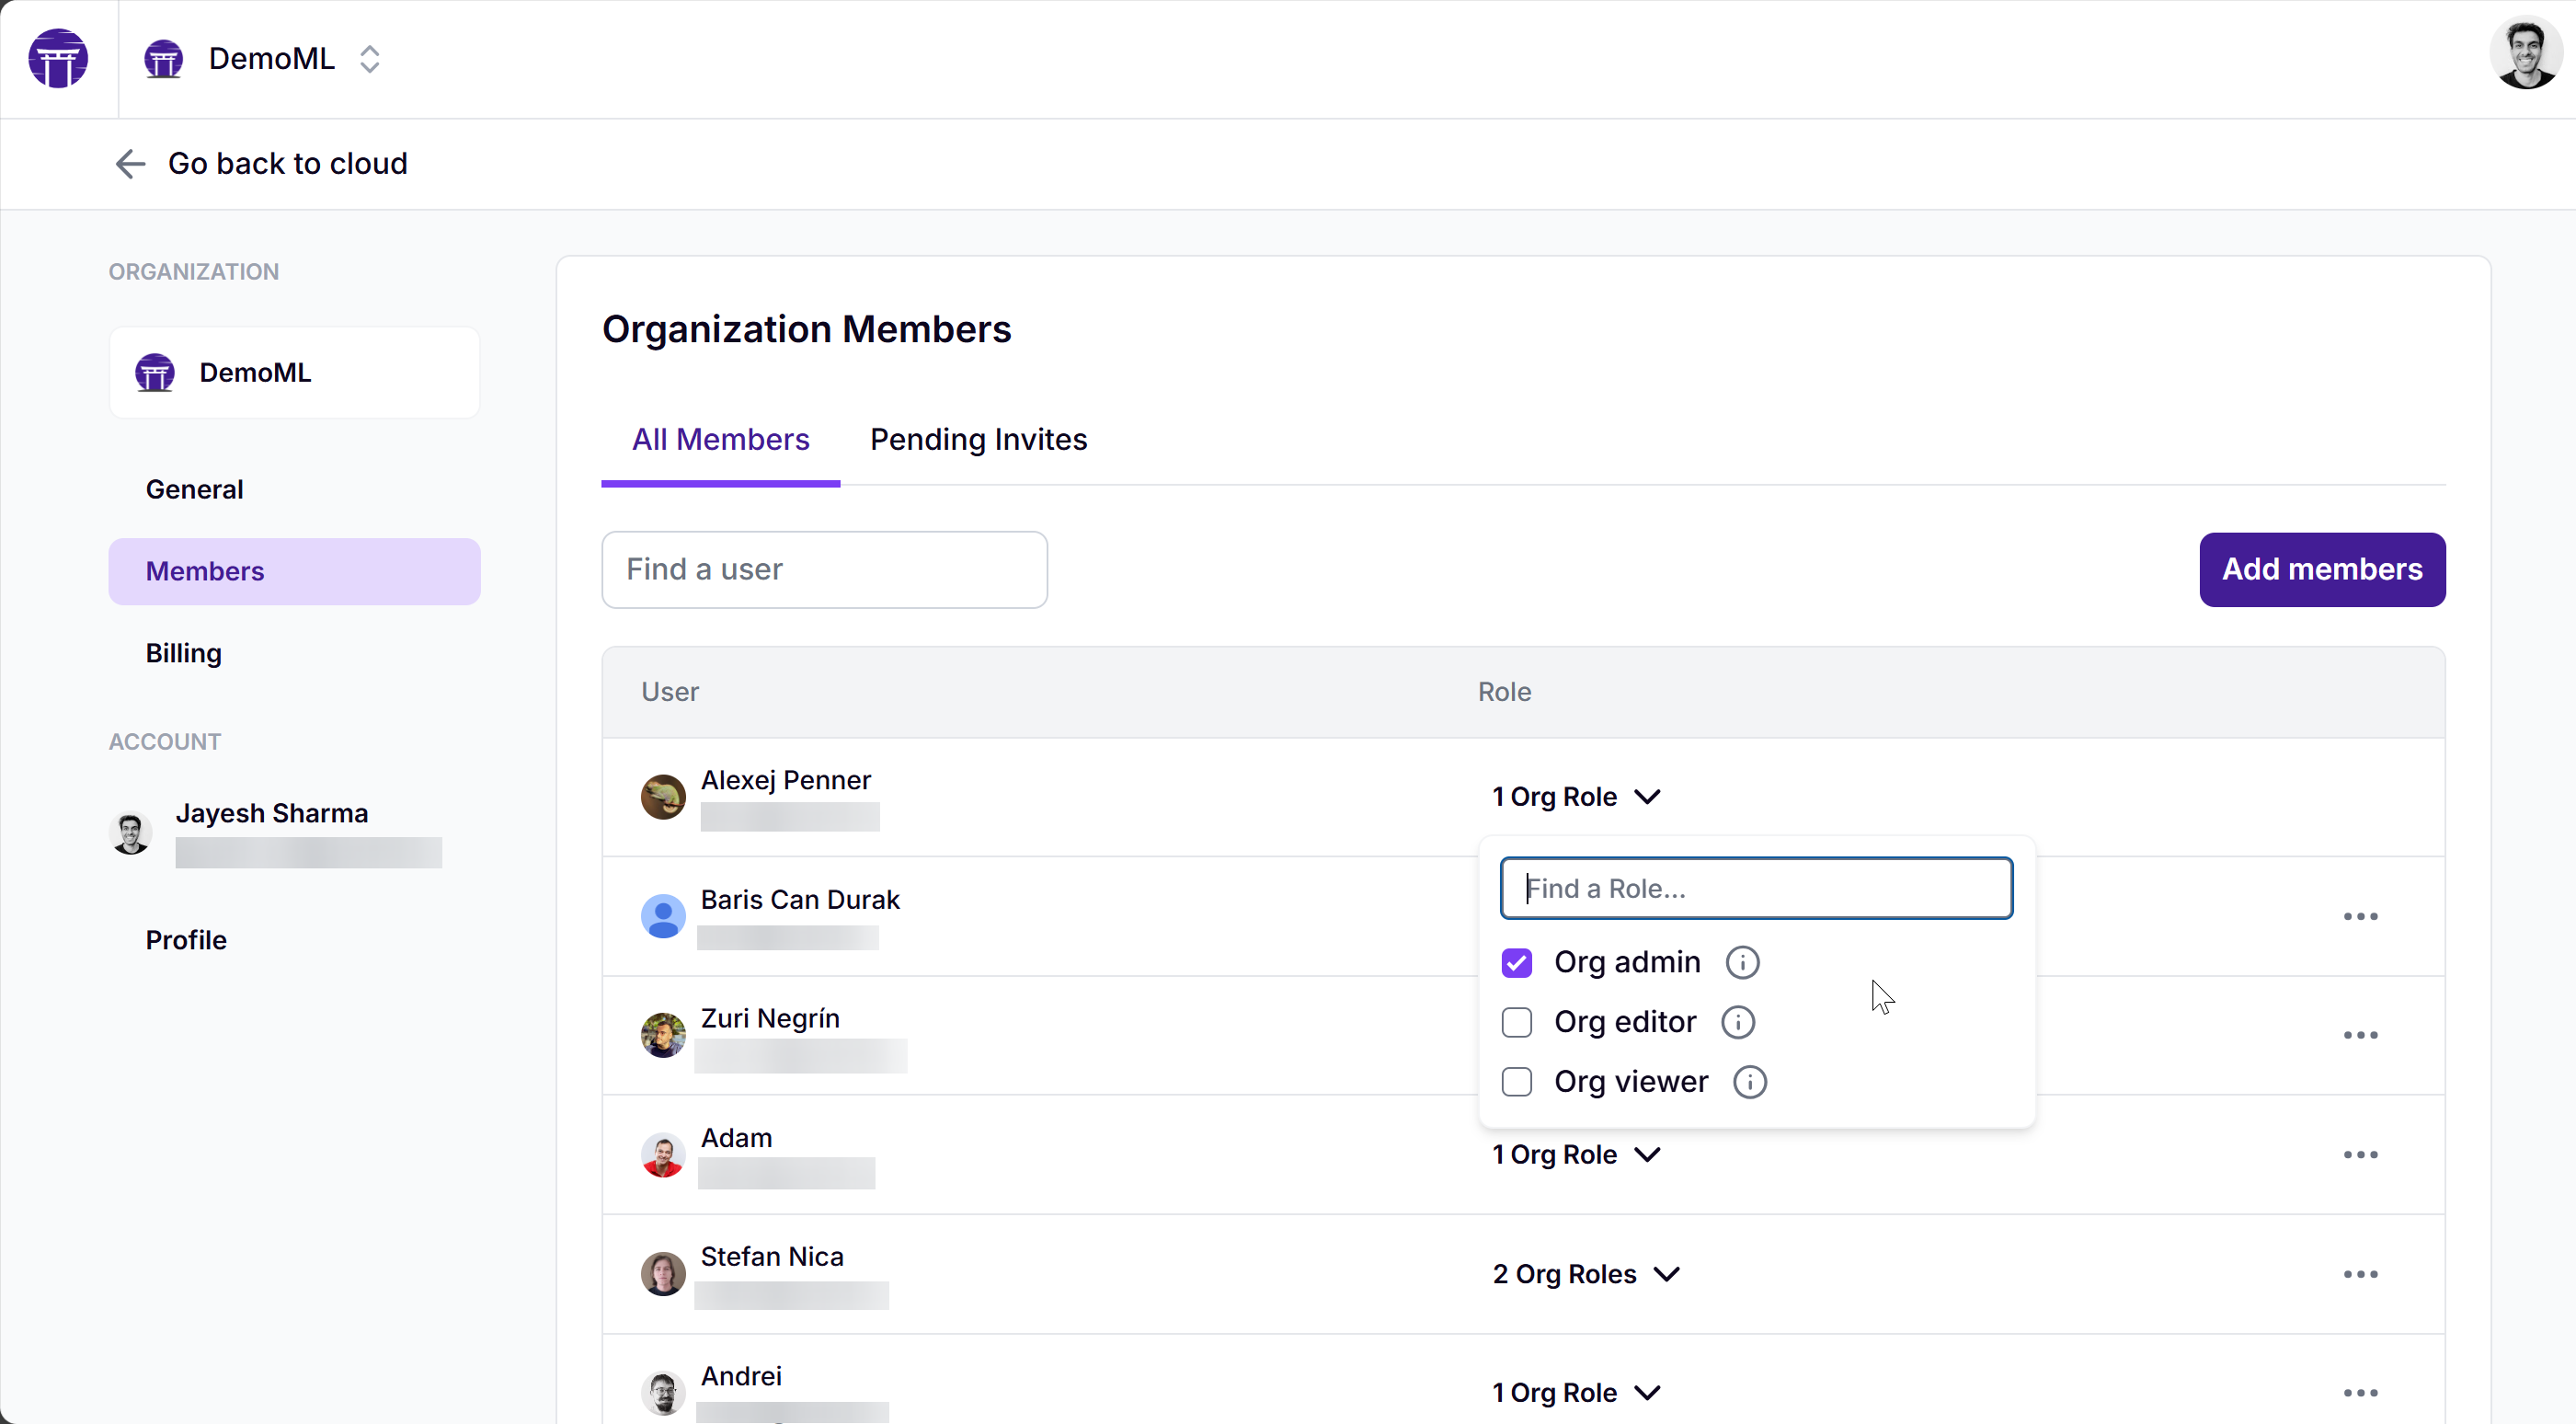 DemoML
Go back to cloud
ORGANIZATION
DemoML
General
Members
Billing
ACCOUNT
Jayesh Sharma
Profile
Organization Members
All Members
Pending Invites
Find a user
Add members
User
Role
Alexej Penner
1 Org Role
Find a Role...
Org admin
Org editor
Org viewer
Baris Can Durak
Zuri Negrín
Adam
1 Org Role
Stefan Nica
2 Org Roles
Andrei
1 Org Role